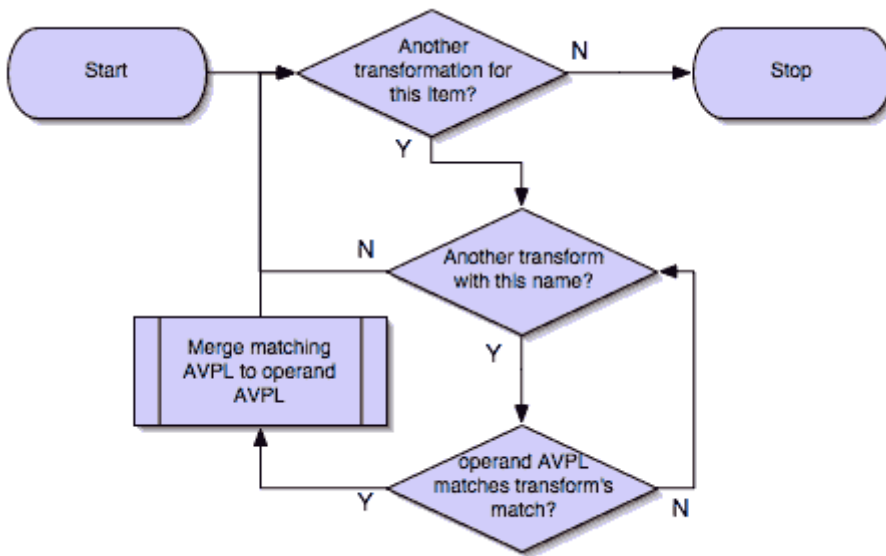 Start
Another
transformation for
this Item?
N
Stop
Y
Another transform
with this name?
N
Y
Merge matching
AVPL to operand
AVPL
operand AVPL
matches transform's
match?
Y
N